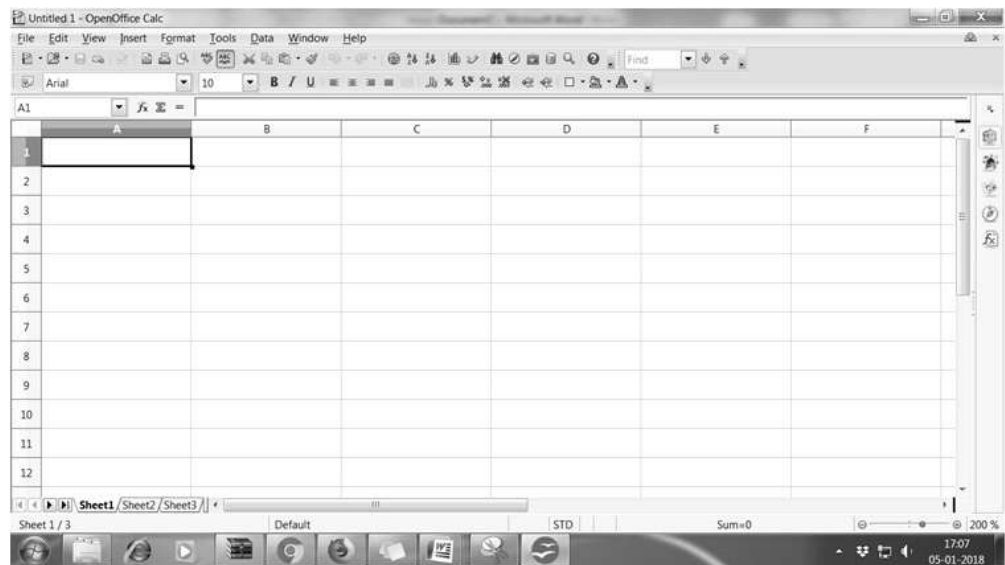 Untitled 1 - OpenOffice Calc
File Edit View Insert Format Tools Data Window Help
Find
Arial 10 B I U
A1 fx Σ =
A B C D E F
1
2
3
4
5
6
7
8
9
10
11
12
Sheet1 Sheet2 Sheet3
Sheet 1 / 3 Default STD Sum=0 200 %
17:07
05-01-2018